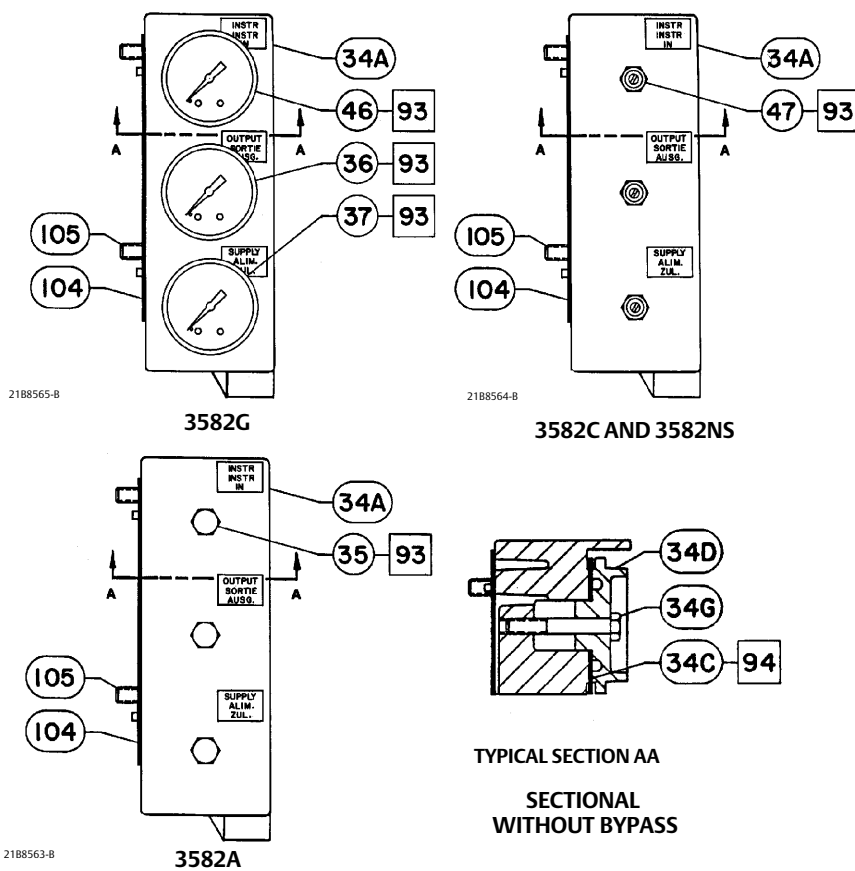 INSTR
INSTR
IN
34A
46 93
OUTPUT
SORTIE
AUSG.
A A
36 93
37 93
105
SUPPLY
ALIM.
ZUL.
104
21B8565-B
3582G
INSTR
INSTR
IN
34A
47 93
OUTPUT
SORTIE
AUSG.
A A
105
SUPPLY
ALIM.
ZUL.
104
21B8564-B
3582C AND 3582NS
INSTR
INSTR
IN
34A
35 93
OUTPUT
SORTIE
AUSG.
A A
105
SUPPLY
ALIM.
ZUL.
104
21B8563-B
3582A
34D
34G
34C 94
TYPICAL SECTION AA
SECTIONAL
WITHOUT BYPASS